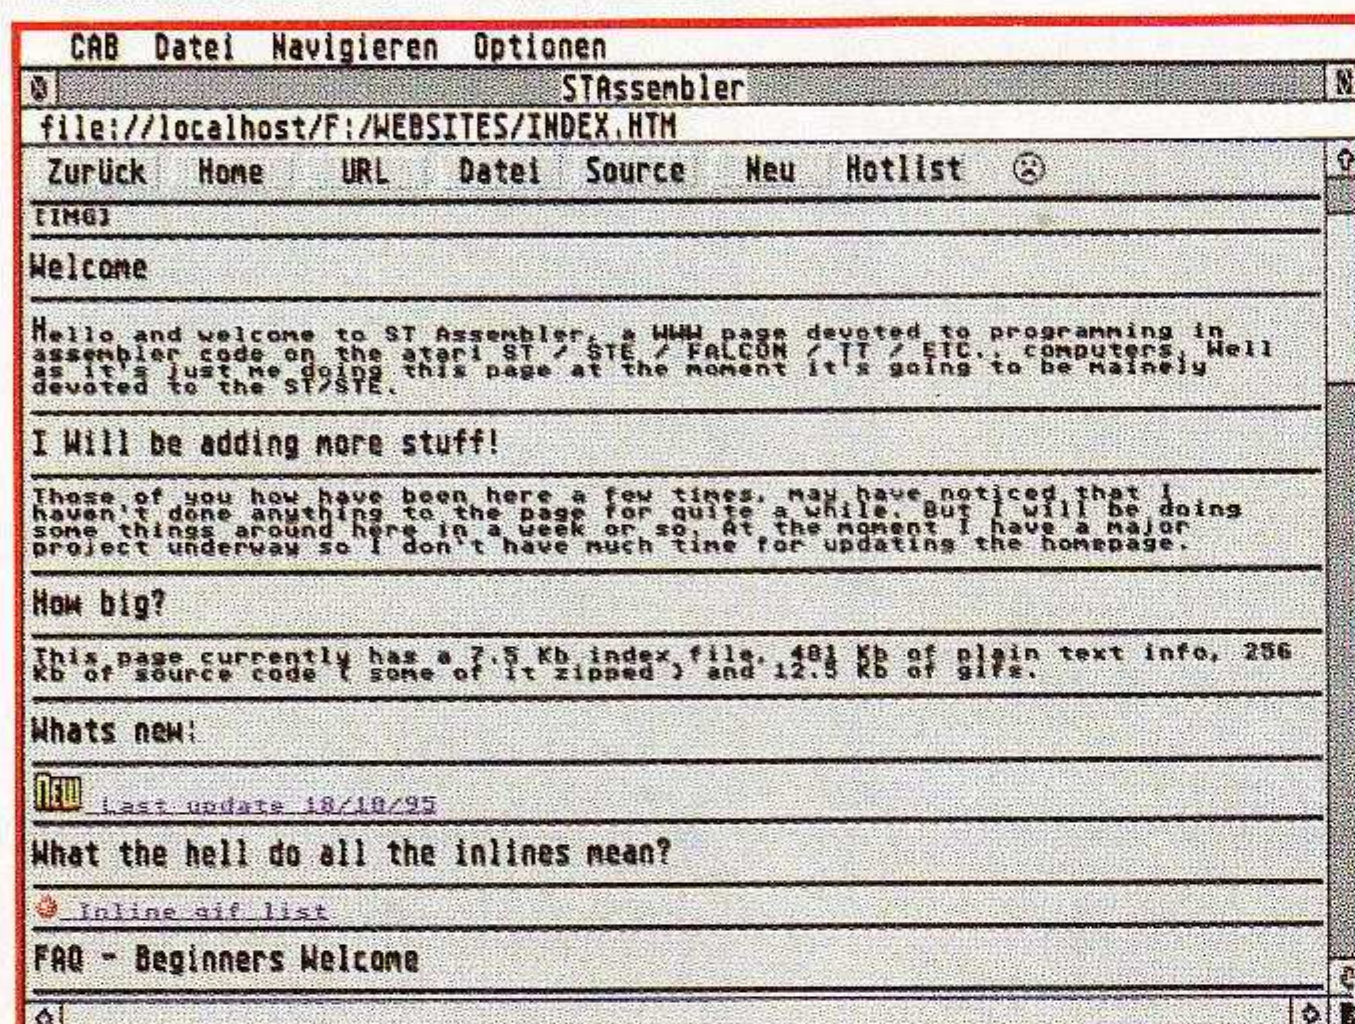 CAB Datei Navigieren Optionen
STAssembler
file://localhost/F:/WEBSITES/INDEX.HTM
Zurück Home URL Datei Source Neu Hotlist
[IMG]
Welcome
Hello and welcome to ST Assembler, a WWW page devoted to programming in
assembler code on the atari ST / STE / FALCON / TT / ETC., computers. Well
as it's just me doing this page at the moment it's going to be mainely
devoted to the ST/STE.
I Will be adding more stuff!
Those of you how have been here a few times, may have noticed that I
haven't done anything to the page for quite a while. But I will be doing
some things around here in a week or so. At the moment I have a major
project underway so I don't have much time for updating the homepage.
How big?
This page currently has a 7.5 Kb index file, 401 Kb of plain text info, 256
Kb of source code ( some of it zipped ) and 12.5 Kb of gifs.
Whats new:
NEW Last update 18/10/95
What the hell do all the inlines mean?
Inline gif list
FAQ - Beginners Welcome